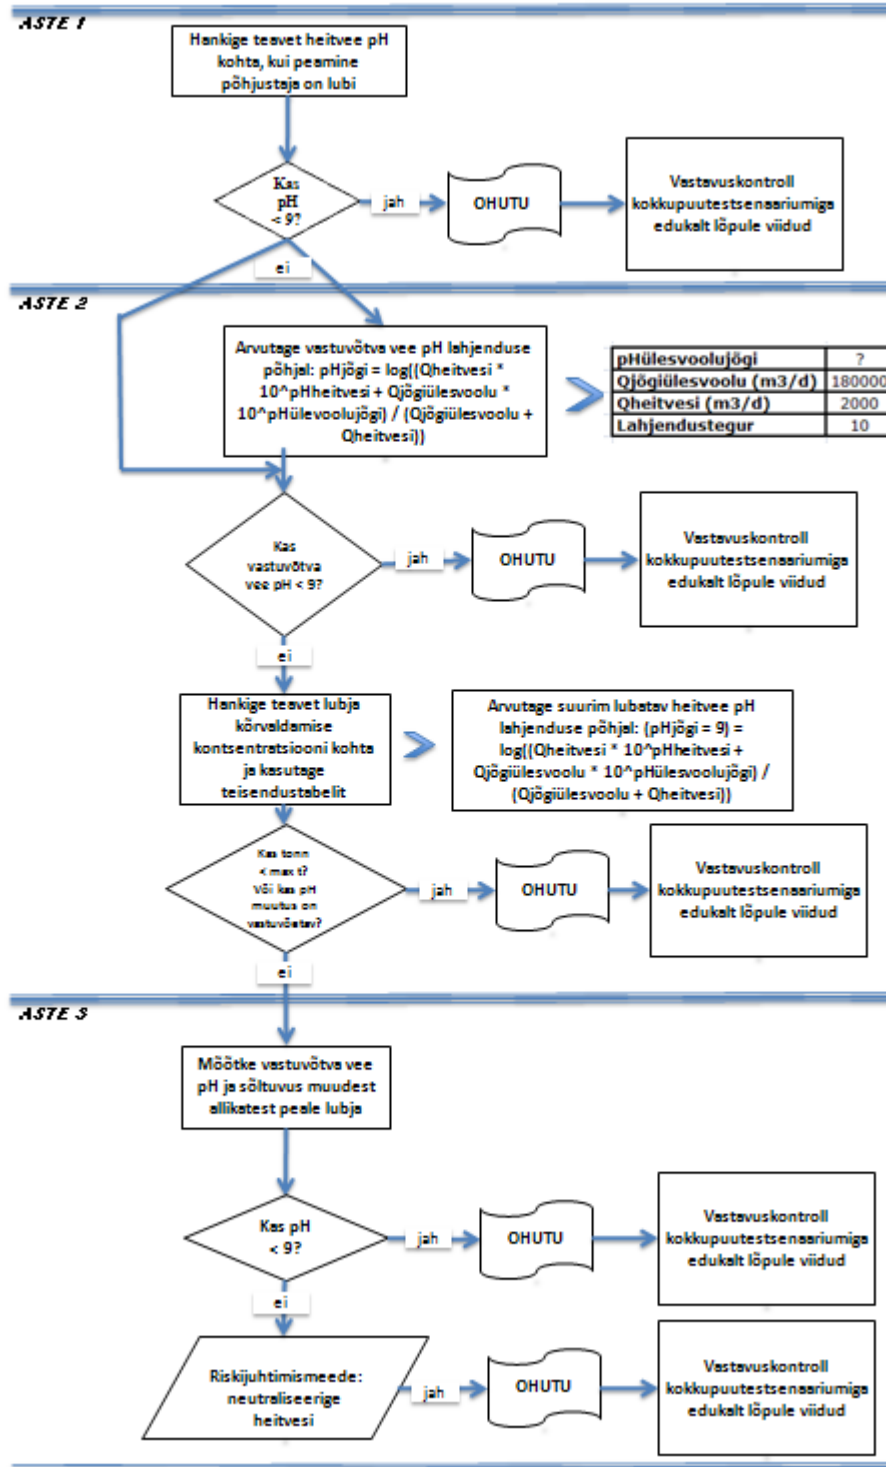 ASTE 1
Hankige teavet heitvee pH
kohta, kui peamine
põhjustaja on lubi
Kas
pH
< 9?
jah
OHUTU
Vastavuskontroll
kokkupuutestsenaariumiga
edukalt lõpule viidud
ei
ASTE 2
Arvutage vastuvõtva vee pH lahjenduse
põhjal: pHjõgi = log((Qheitvesi *
10^pHheitvesi + Qjõgiülesvoolu *
10^pHülevoolujõgi) / (Qjõgiülesvoolu +
Qheitvesi))
pHülesvoolujõgi ?
Qjõgiülesvoolu (m3/d) 180000
Qheitvesi (m3/d) 2000
Lahjendustegur 10
Kas
vastuvõtva
vee pH < 9?
jah
OHUTU
Vastavuskontroll
kokkupuutestsenaariumiga
edukalt lõpule viidud
ei
Hankige teavet lubja
kõrvaldamise
kontsentratsiooni kohta
ja kasutage
teisendustabelit
Arvutage suurim lubatav heitvee pH
lahjenduse põhjal: (pHjõgi = 9) =
log((Qheitvesi * 10^pHheitvesi +
Qjõgiülesvoolu * 10^pHülesvoolujõgi) /
(Qjõgiülesvoolu + Qheitvesi))
Kas tonn
< max t?
Või kas pH
muutus on
vastuvõetav?
jah
OHUTU
Vastavuskontroll
kokkupuutestsenaariumiga
edukalt lõpule viidud
ei
ASTE 3
Mõõtke vastuvõtva vee
pH ja sõltuvus muudest
allikatest peale lubja
Kas pH
< 9?
jah
OHUTU
Vastavuskontroll
kokkupuutestsenaariumiga
edukalt lõpule viidud
ei
Riskijuhtimismeede:
neutraliseerige
heitvesi
jah
OHUTU
Vastavuskontroll
kokkupuutestsenaariumiga
edukalt lõpule viidud